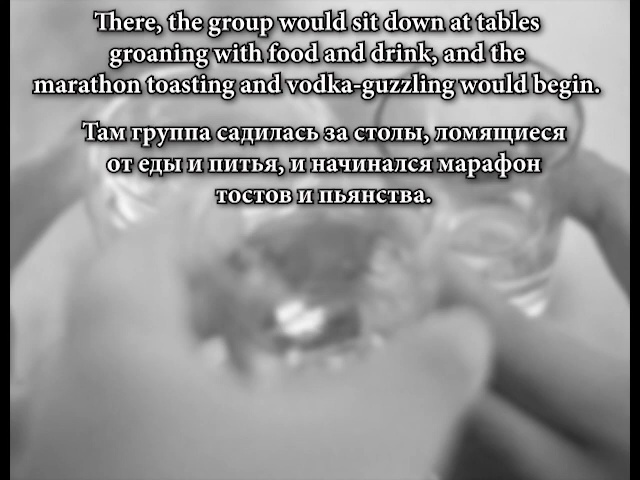 There, the group would sit down at tables
groaning with food and drink, and the
marathon toasting and vodka-guzzling would begin.
Там группа садилась за столы, ломящиеся
от еды и питья, и начинался марафон
тостов и пьянства.